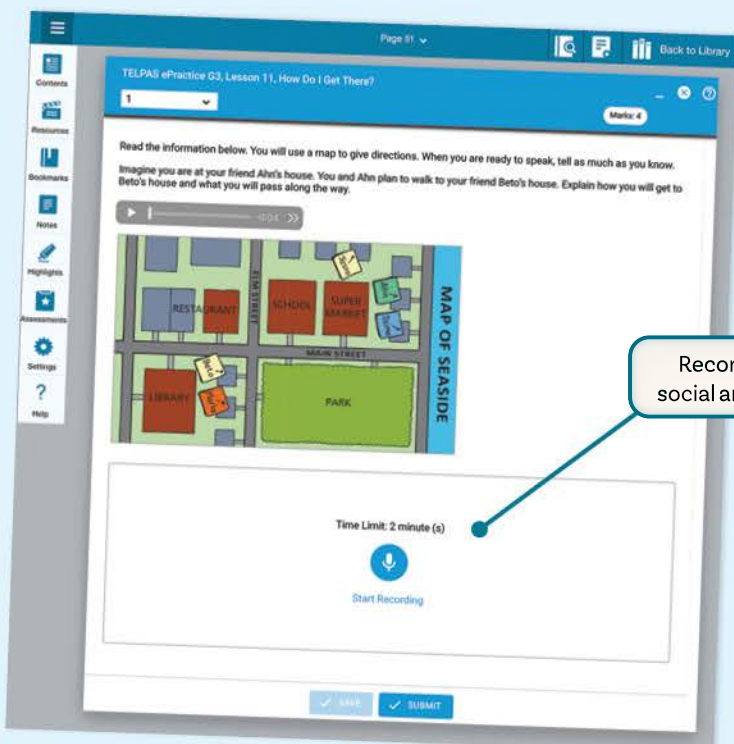 Page 51
Back to Library
Contents
Resources
Bookmarks
Notes
Highlights
Assessments
Settings
?
Help
TELPAS ePractice G3, Lesson 11, How Do I Get There?
1
Marks: 4
Read the information below. You will use a map to give directions. When you are ready to speak, tell as much as you know.
Imagine you are at your friend Ahn's house. You and Ahn plan to walk to your friend Beto's house. Explain how you will get to
Beto's house and what you will pass along the way.
-0:04
RESTAURANT
ELM STREET
SCHOOL
SUPER
MARKET
Ahn
MAP OF SEASIDE
MAIN STREET
Beto
LIBRARY
PARK
Recor
social an
Time Limit: 2 minute (s)
Start Recording
SAVE
SUBMIT